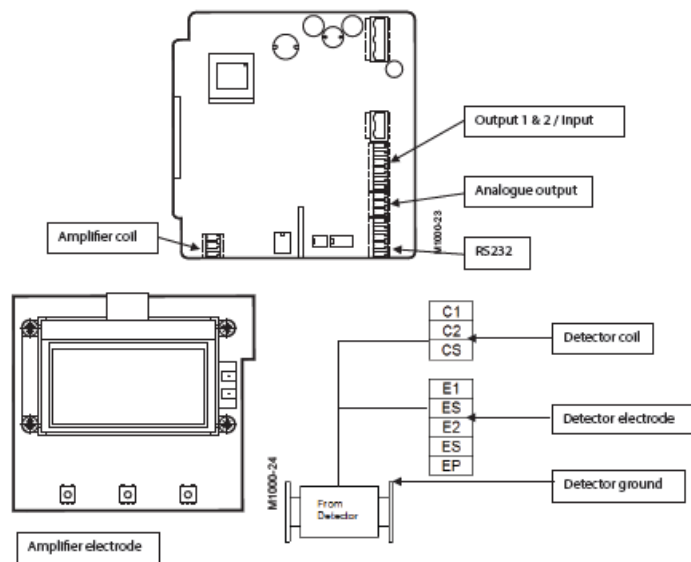 Output 1 & 2 / Input
Analogue output
M1000-23
Amplifier coil
RS232
C1
C2
CS
Detector coil
E1
ES
E2
ES
EP
Detector electrode
M1000-24
From
Detector
Detector ground
Amplifier electrode